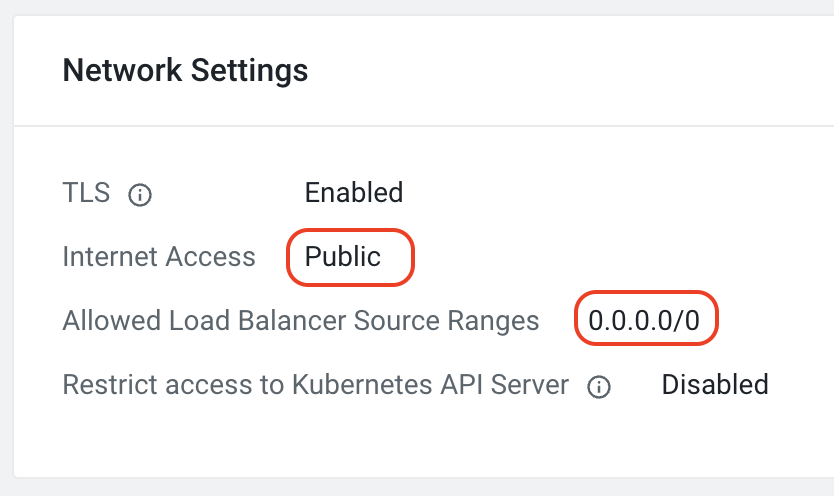 Network Settings
TLS Enabled
Internet Access Public
Allowed Load Balancer Source Ranges 0.0.0.0/0
Restrict access to Kubernetes API Server Disabled